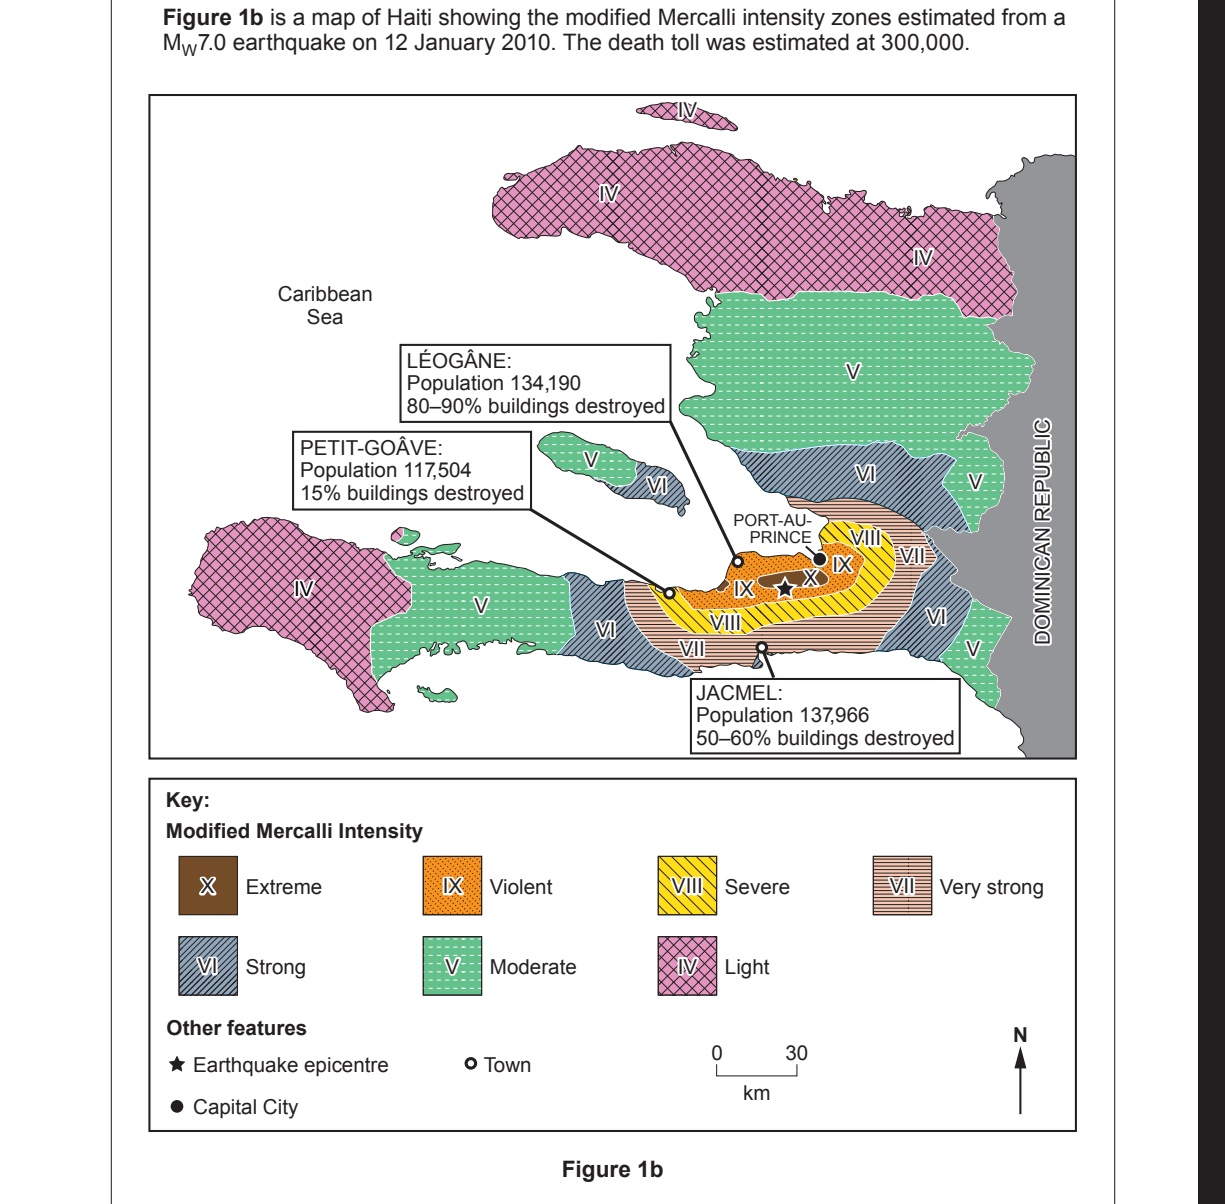 Figure 1b is a map of Haiti showing the modified Mercalli intensity zones estimated from a
MW7.0 earthquake on 12 January 2010. The death toll was estimated at 300,000.
IV
IV
IV
Caribbean
Sea
LÉOGÂNE:
Population 134,190
80–90% buildings destroyed
V
PETIT-GOÂVE:
Population 117,504
15% buildings destroyed
V
VI
VI
V
DOMINICAN REPUBLIC
PORT-AU-
PRINCE
VIII
VII
IX
X
IX
IV
V
VI
VIII
VII
VI
V
JACMEL:
Population 137,966
50–60% buildings destroyed
Key:
Modified Mercalli Intensity
X Extreme
IX Violent
VIII Severe
VII Very strong
VI Strong
V Moderate
IV Light
Other features
Earthquake epicentre
Town
Capital City
0 30
km
N
Figure 1b